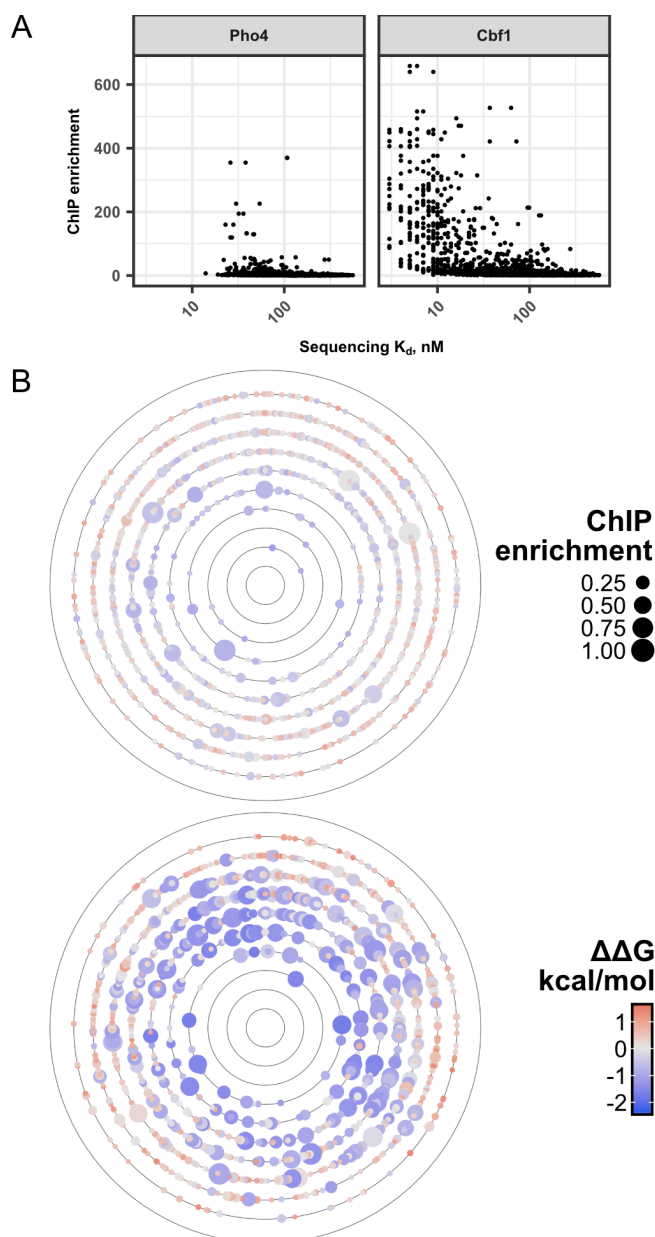 A
Pho4
Cbf1
ChIP enrichment
600
400
200
0
10
100
10
100
Sequencing Kd, nM
B
ChIP
enrichment
0.25
0.50
0.75
1.00
ΔΔG
kcal/mol
1
0
-1
-2